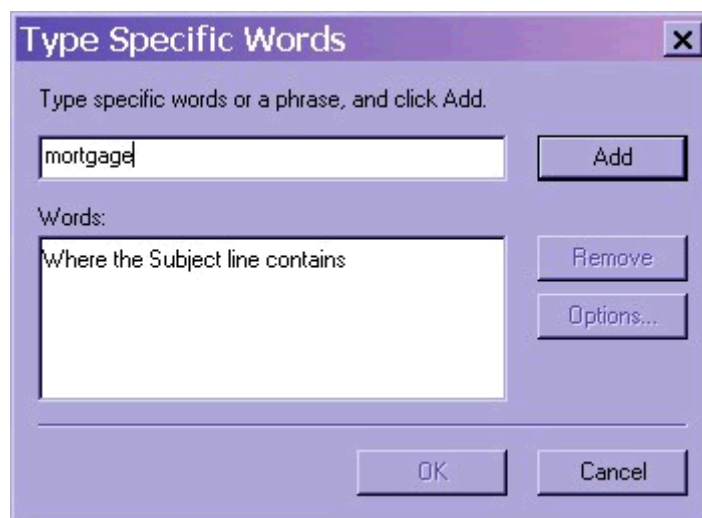 Type Specific Words
Type specific words or a phrase, and click Add.
mortgage
Add
Words:
Where the Subject line contains
Remove
Options...
OK
Cancel